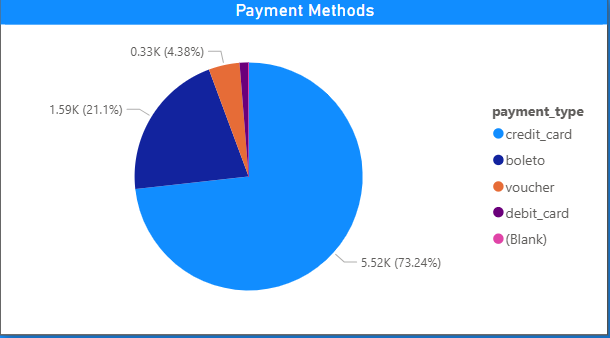 Payment Methods
0.33K (4.38%)
1.59K (21.1%)
5.52K (73.24%)
payment_type
credit_card
boleto
voucher
debit_card
(Blank)